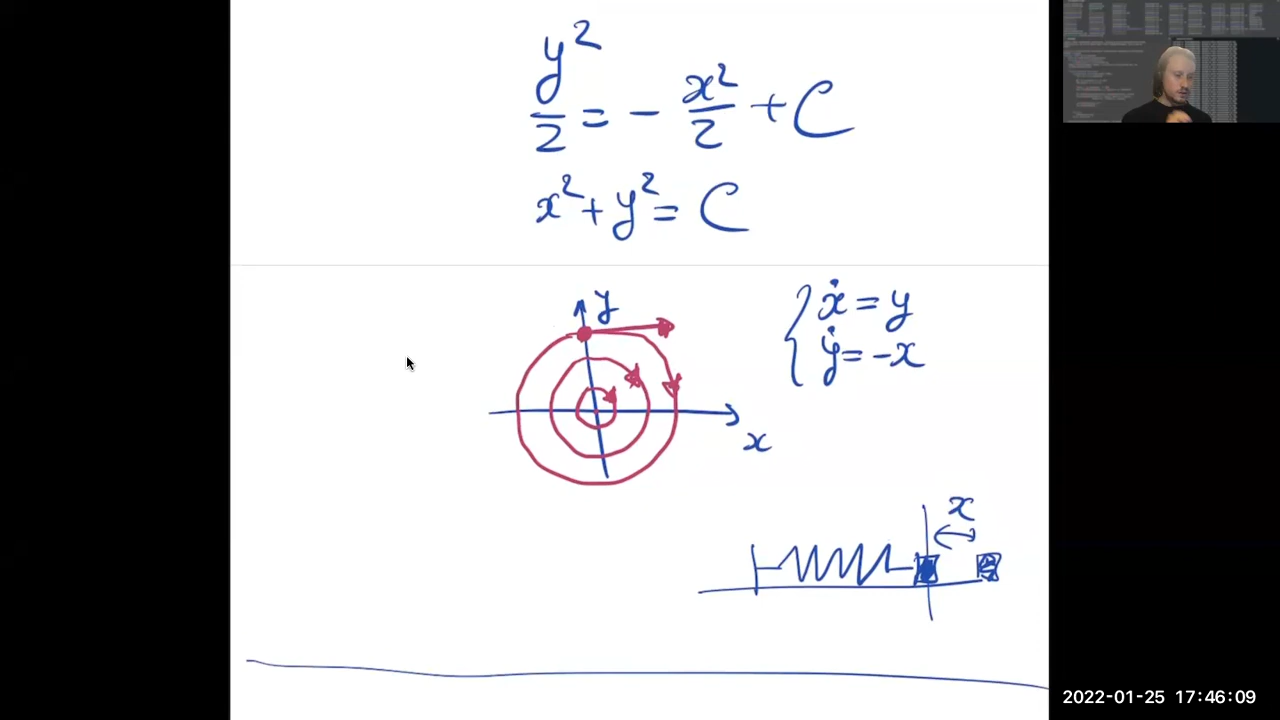 y²/2 = - x²/2 + C
x² + y² = C
y
ẋ = y
ẏ = -x
x
x
2022-01-25 17:46:09